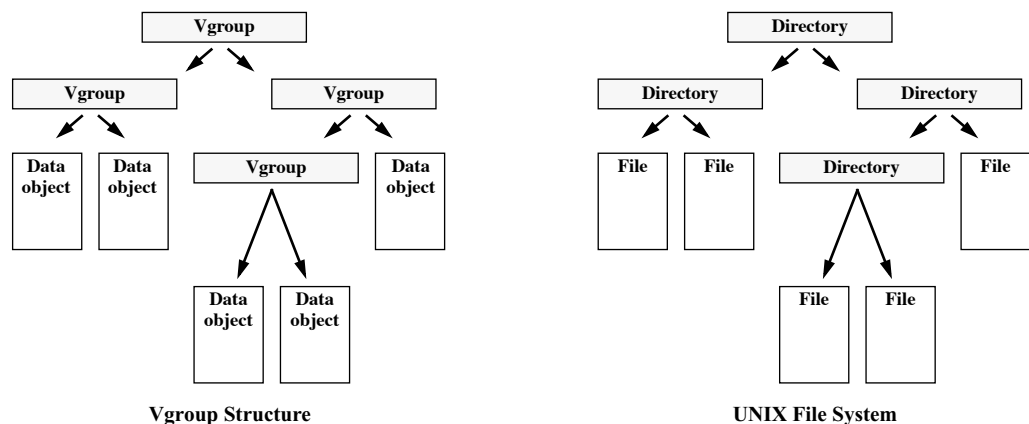 Vgroup
Vgroup
Vgroup
Data
object
Data
object
Vgroup
Data
object
Data
object
Data
object
Vgroup Structure
Directory
Directory
Directory
File
File
Directory
File
File
File
UNIX File System